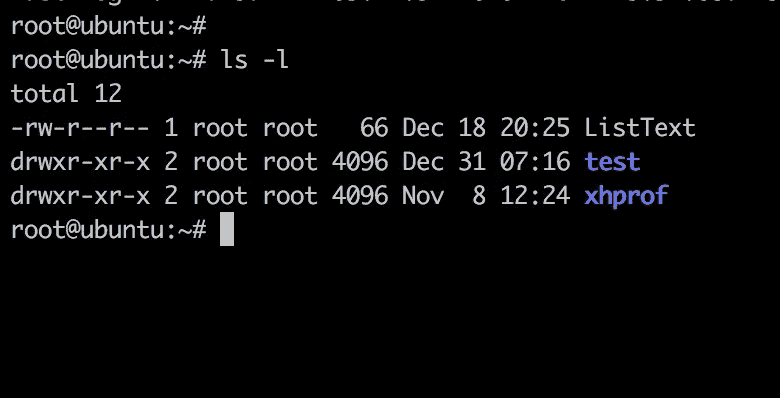 root@ubuntu:~#
root@ubuntu:~# ls -l
total 12
-rw-r--r-- 1 root root   66 Dec 18 20:25 ListText
drwxr-xr-x 2 root root 4096 Dec 31 07:16 test
drwxr-xr-x 2 root root 4096 Nov  8 12:24 xhprof
root@ubuntu:~#